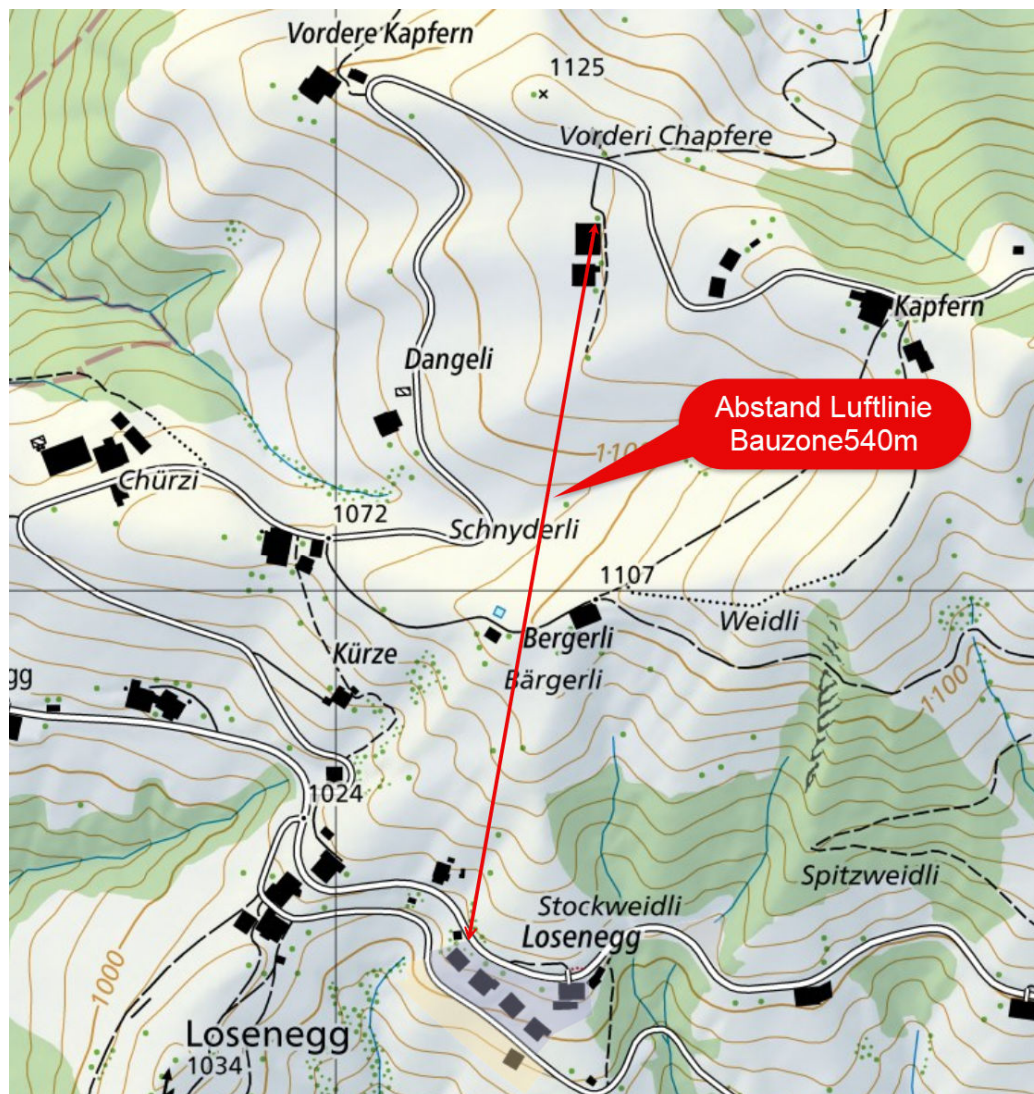 Vordere Kapfern
1125
Vorderi Chapfere
Kapfern
Dangeli
Abstand Luftlinie
Bauzone540m
Chürzi
1072
Schnyderli
1107
Weidli
Bergerli
Kürze
Bärgerli
gg
1100
1024
Spitzweidli
Stockweidli
Losenegg
1000
Losenegg
1034